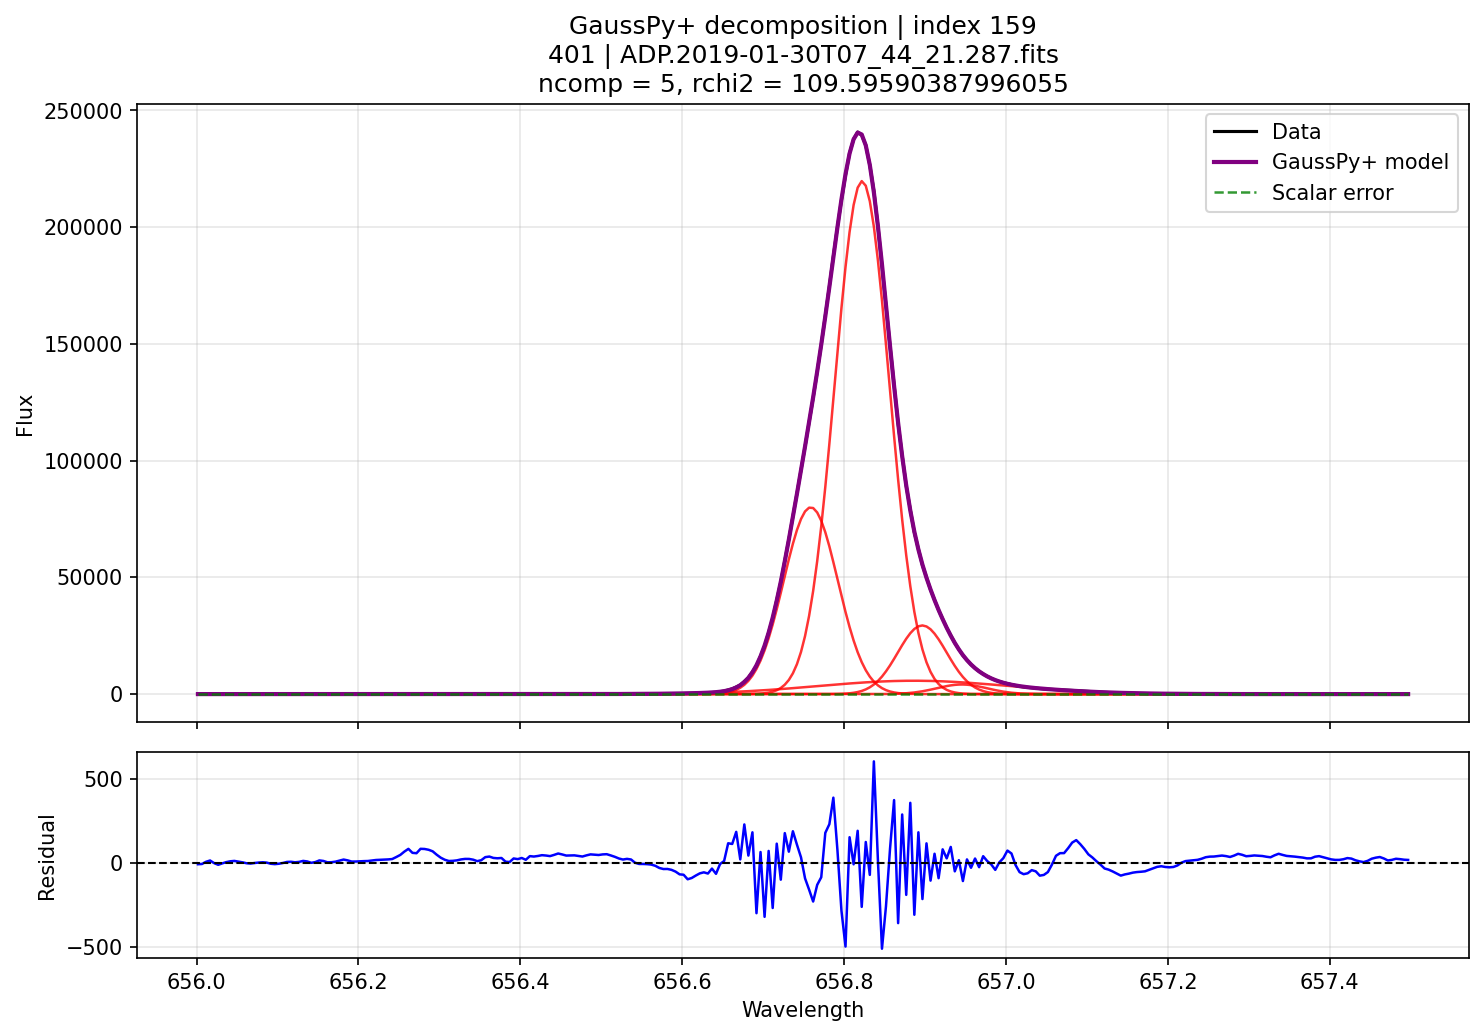 GaussPy+ decomposition | index 159
401 | ADP.2019-01-30T07_44_21.287.fits
ncomp = 5, rchi2 = 109.59590387996055
250000
200000
150000
100000
50000
0
Flux
Data
GaussPy+ model
Scalar error
500
0
−500
Residual
656.0 656.2 656.4 656.6 656.8 657.0 657.2 657.4
Wavelength